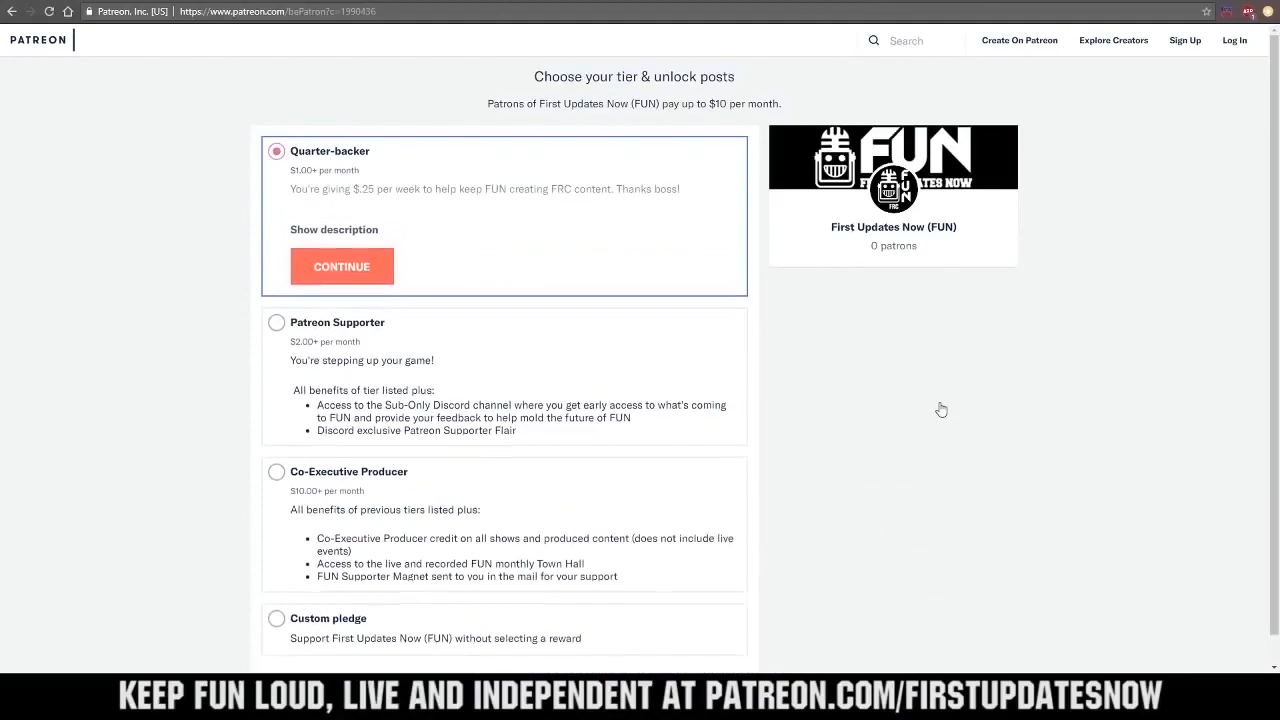 Patreon, Inc. [US] | https://www.patreon.com/bePatron?c=1990436
PATREON
Search
Create On Patreon
Explore Creators
Sign Up
Log In
Choose your tier & unlock posts
Patrons of First Updates Now (FUN) pay up to $10 per month.
Quarter-backer
$1.00+ per month
You're giving $.25 per week to help keep FUN creating FRC content. Thanks boss!
Show description
CONTINUE
FUN
FUN
FRC
First Updates Now (FUN)
0 patrons
Patreon Supporter
$2.00+ per month
You're stepping up your game!
All benefits of tier listed plus:
• Access to the Sub-Only Discord channel where you get early access to what's coming
to FUN and provide your feedback to help mold the future of FUN
• Discord exclusive Patreon Supporter Flair
Co-Executive Producer
$10.00+ per month
All benefits of previous tiers listed plus:
• Co-Executive Producer credit on all shows and produced content (does not include live
events)
• Access to the live and recorded FUN monthly Town Hall
• FUN Supporter Magnet sent to you in the mail for your support
Custom pledge
Support First Updates Now (FUN) without selecting a reward
KEEP FUN LOUD, LIVE AND INDEPENDENT AT PATREON.COM/FIRSTUPDATESNOW